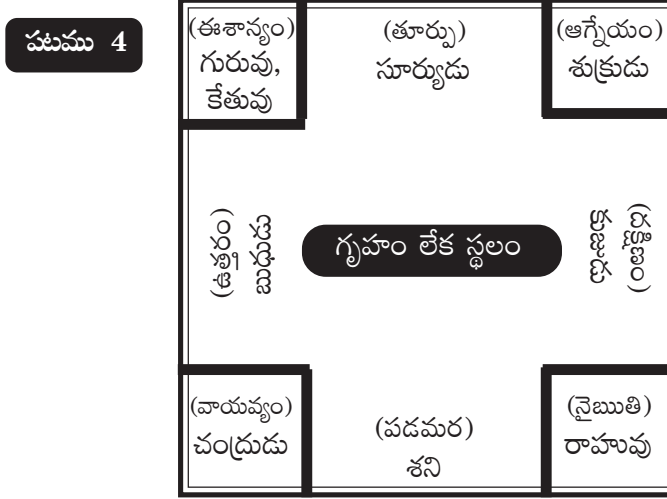 పటము 4
(ఈశాన్యం)
గురువు,
కేతువు
(తూర్పు)
సూర్యుడు
(ఆగ్నేయం)
శుక్రుడు
(ఉత్తరం)
బుధుడు
గృహం లేక స్థలం
(దక్షిణం)
కుజుడు
(వాయవ్యం)
చంద్రుడు
(పడమర)
శని
(నైఋతి)
రాహువు